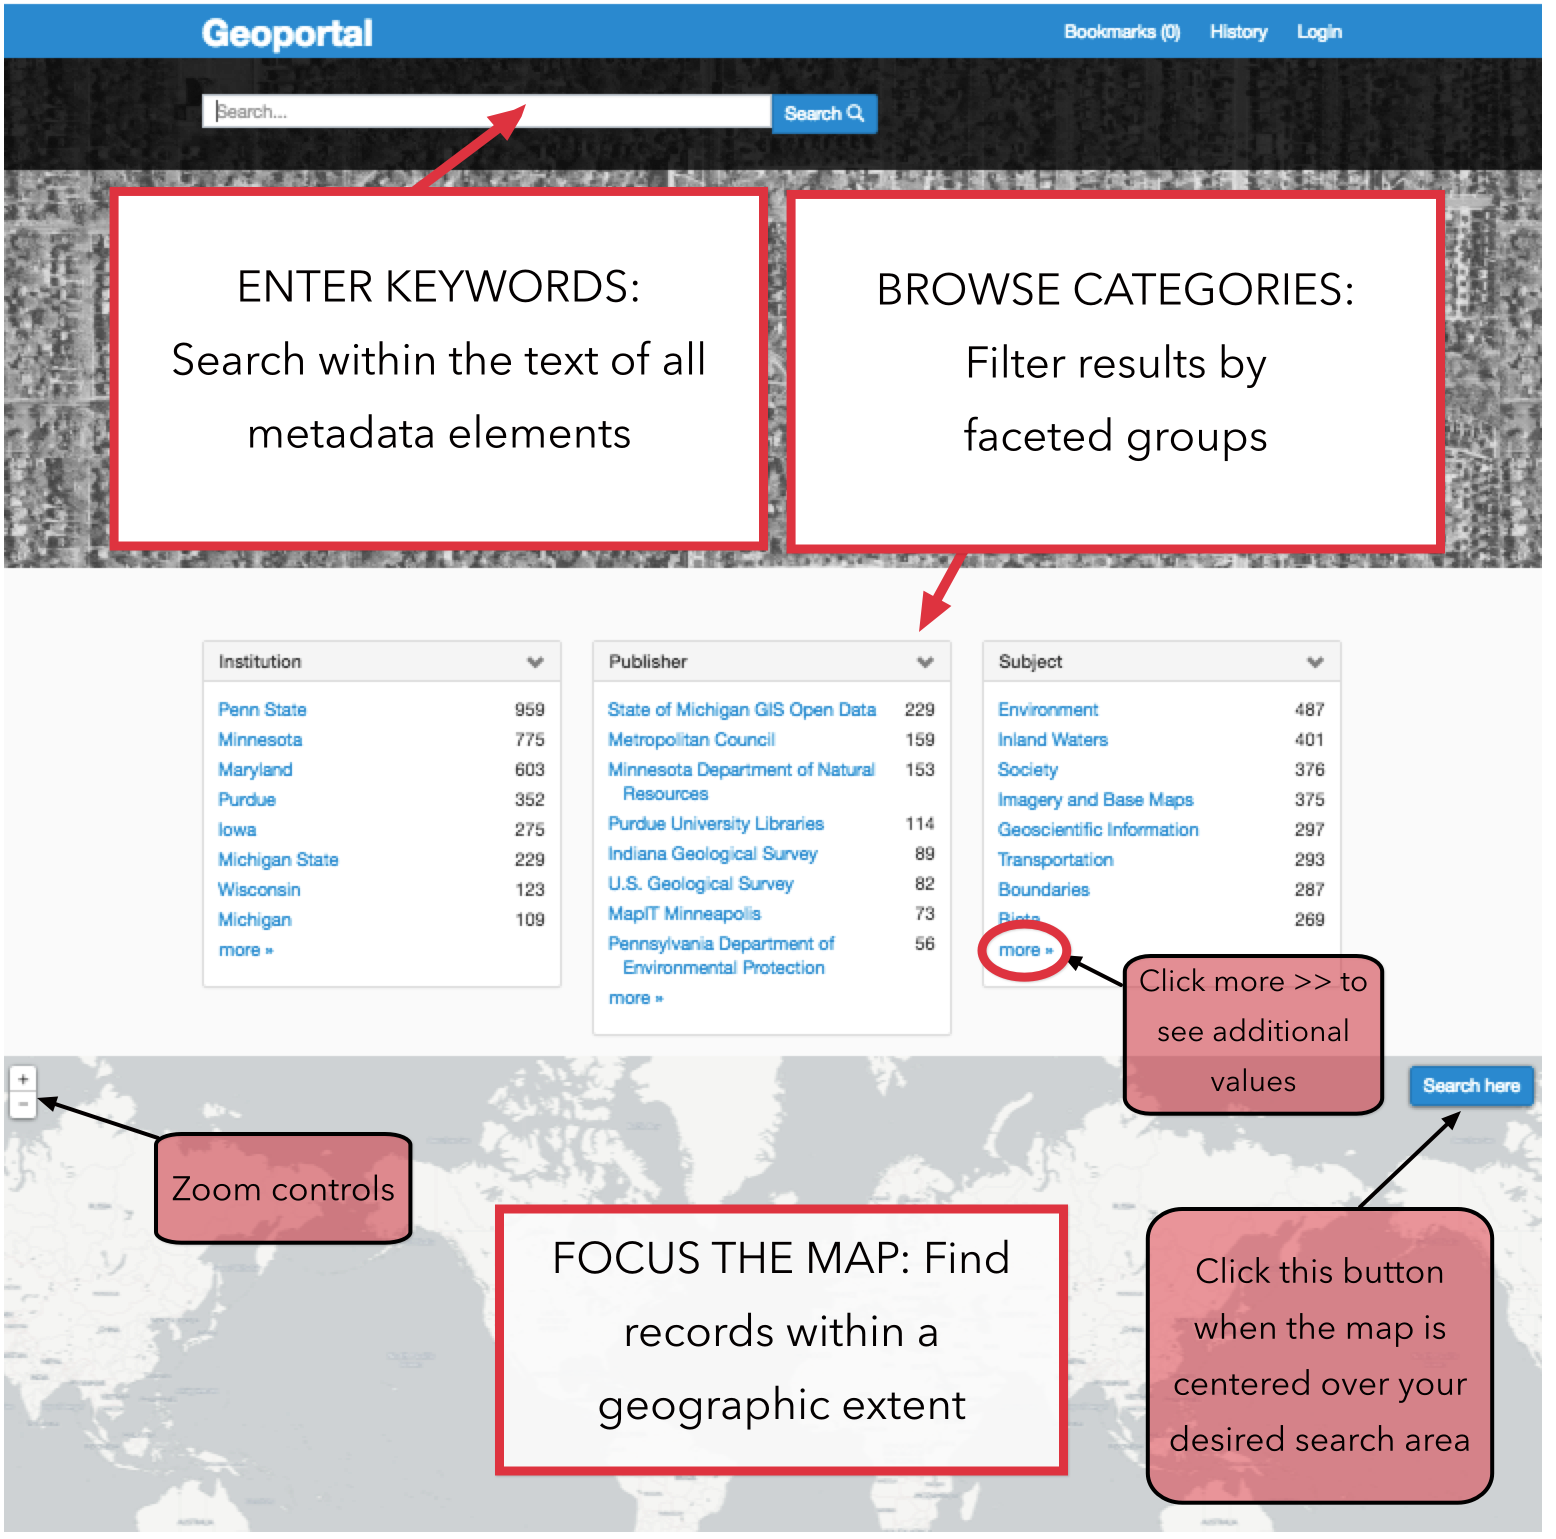 Geoportal
Bookmarks (0) History Login
Search...
Search
ENTER KEYWORDS:
Search within the text of all
metadata elements
BROWSE CATEGORIES:
Filter results by
faceted groups
Institution
Penn State 959
Minnesota 775
Maryland 603
Purdue 352
Iowa 275
Michigan State 229
Wisconsin 123
Michigan 109
more »
Publisher
State of Michigan GIS Open Data 229
Metropolitan Council 159
Minnesota Department of Natural 153
Resources
Purdue University Libraries 114
Indiana Geological Survey 89
U.S. Geological Survey 82
MapIT Minneapolis 73
Pennsylvania Department of 56
Environmental Protection
more »
Subject
Environment 487
Inland Waters 401
Society 376
Imagery and Base Maps 375
Geoscientific Information 297
Transportation 293
Boundaries 287
Biota 269
more »
Click more >> to
see additional
values
+
−
Search here
Zoom controls
FOCUS THE MAP: Find
records within a
geographic extent
Click this button
when the map is
centered over your
desired search area